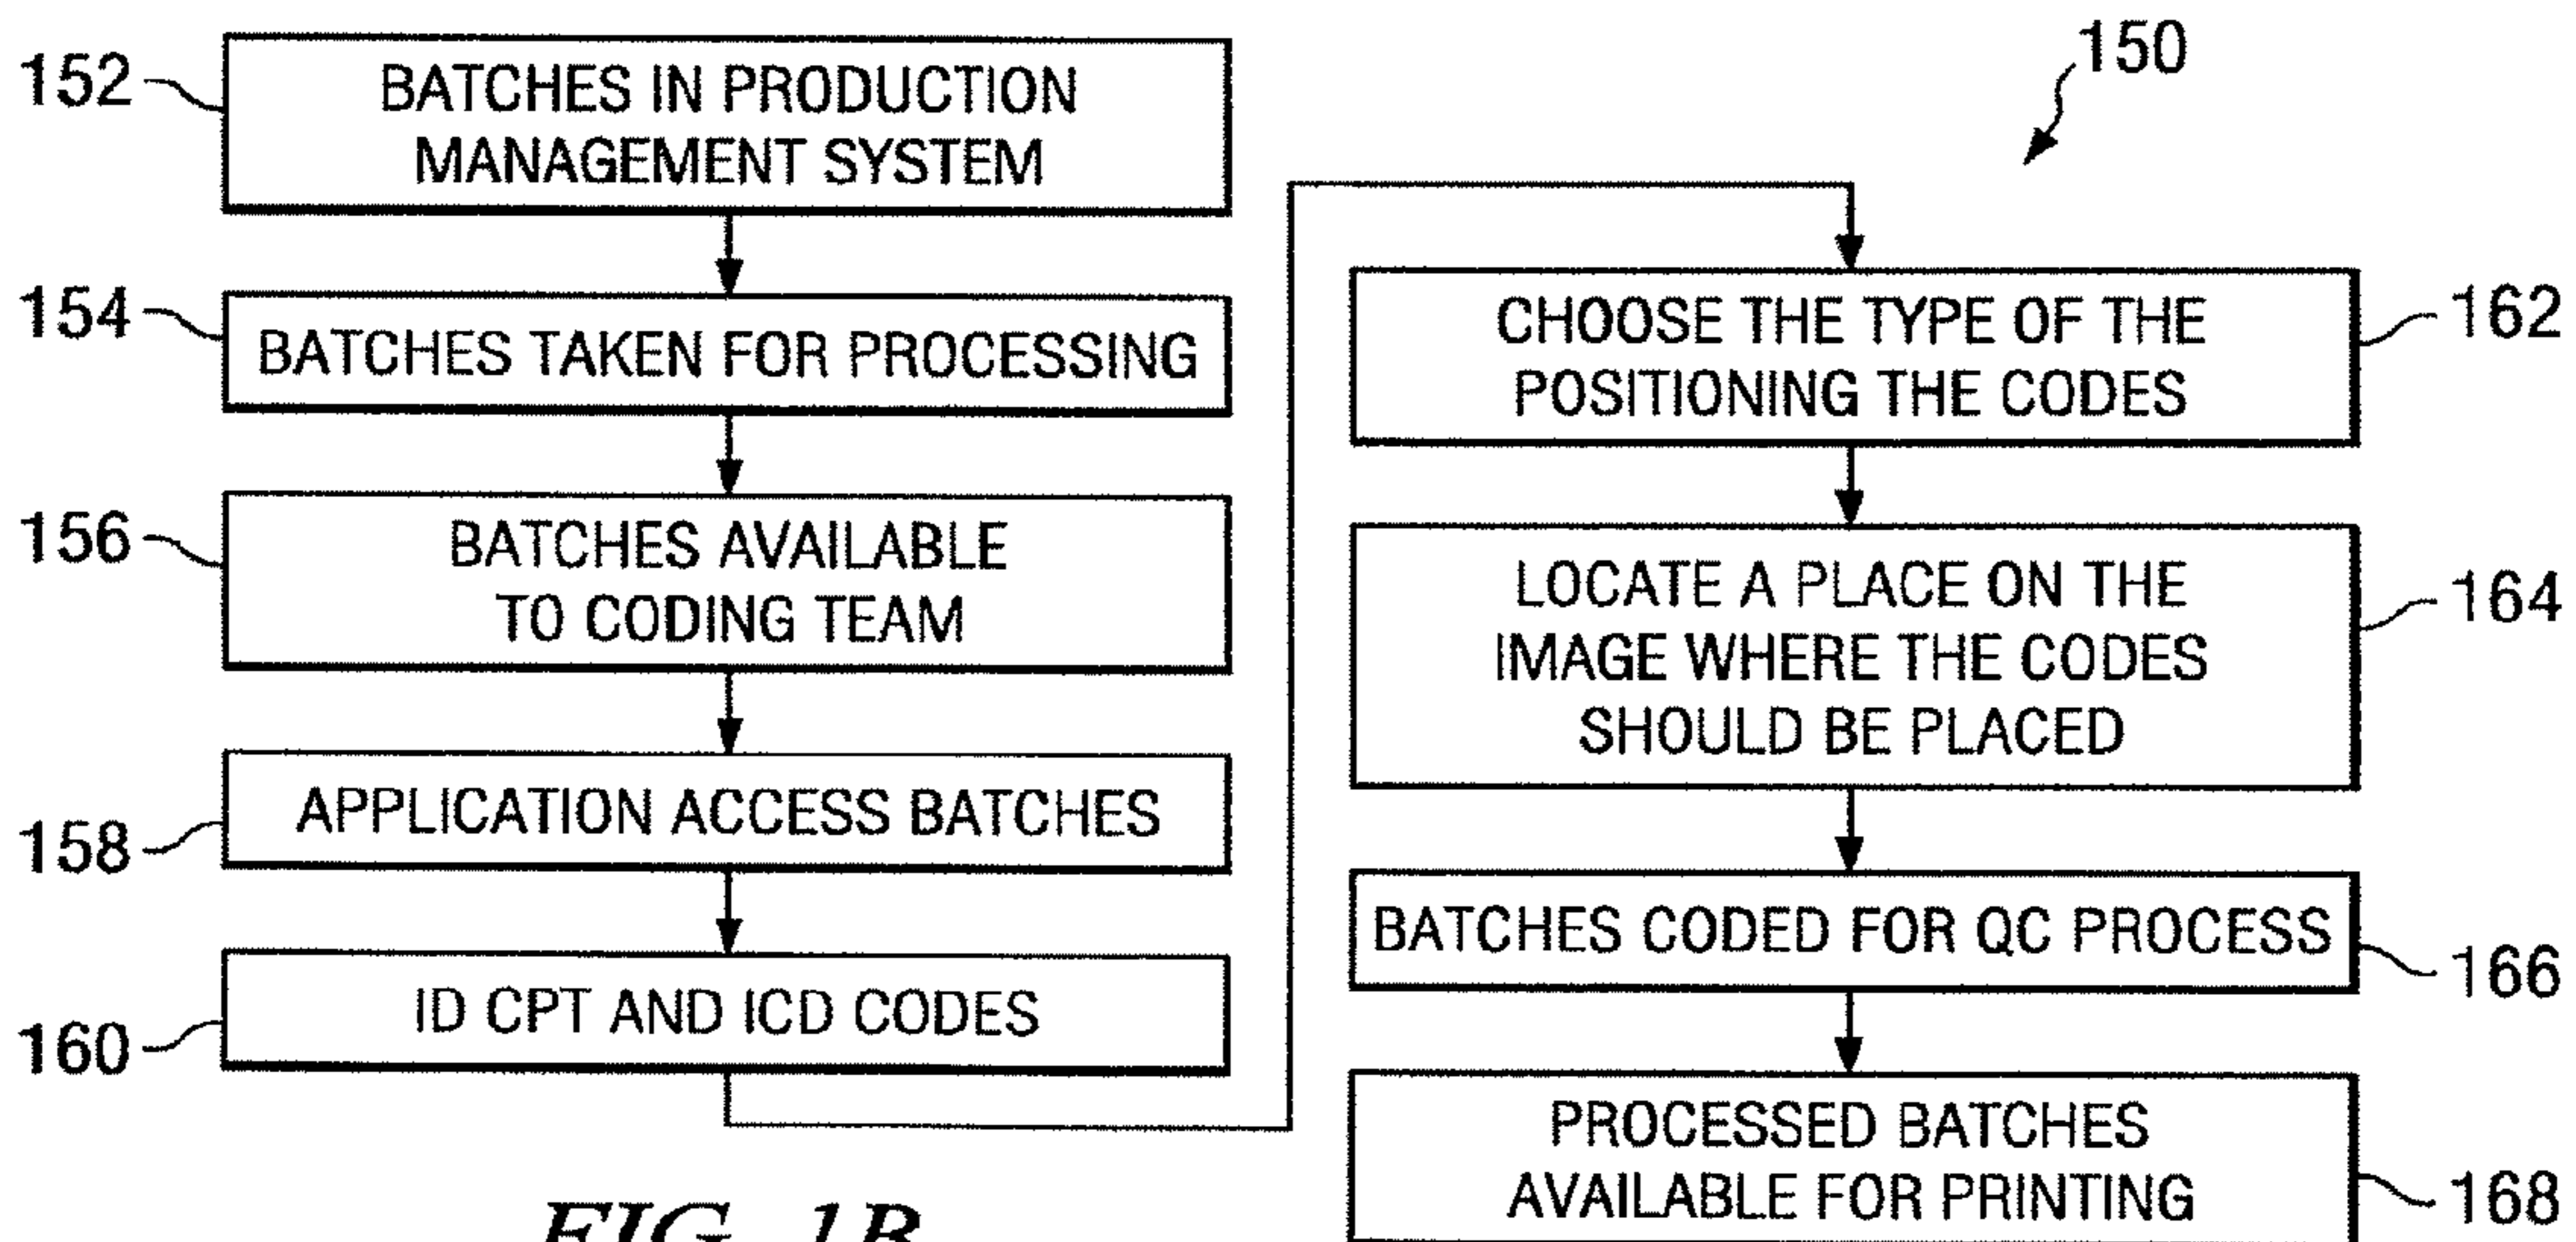 150
152
BATCHES IN PRODUCTION
MANAGEMENT SYSTEM
154
BATCHES TAKEN FOR PROCESSING
156
BATCHES AVAILABLE
TO CODING TEAM
158
APPLICATION ACCESS BATCHES
160
ID CPT AND ICD CODES
162
CHOOSE THE TYPE OF THE
POSITIONING THE CODES
164
LOCATE A PLACE ON THE
IMAGE WHERE THE CODES
SHOULD BE PLACED
166
BATCHES CODED FOR QC PROCESS
168
PROCESSED BATCHES
AVAILABLE FOR PRINTING
FIG. 1B